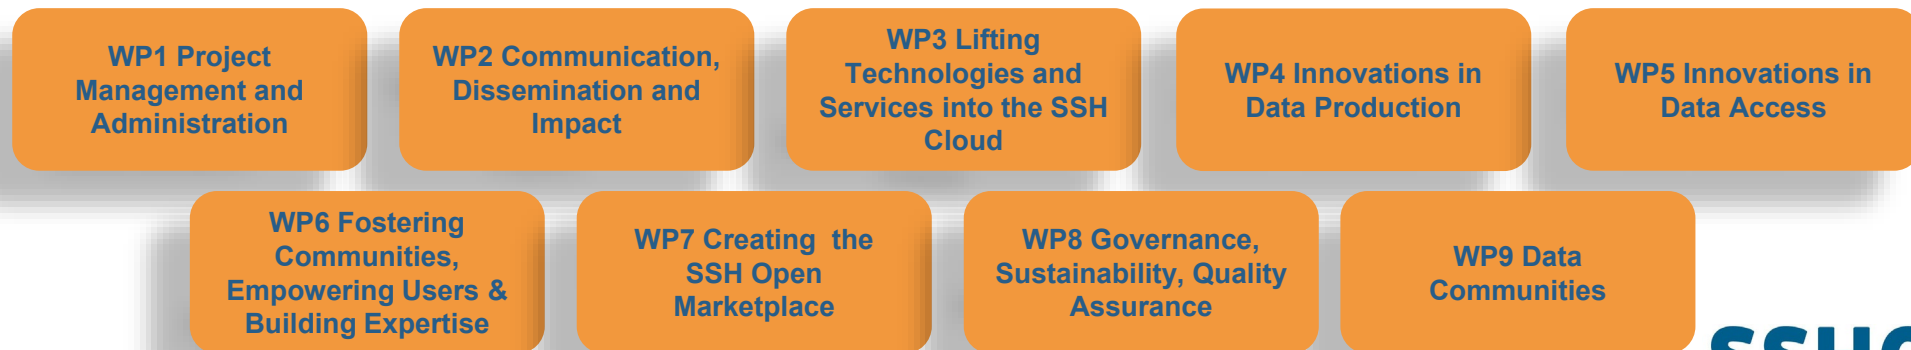 WP1 Project
Management and
Administration
WP2 Communication,
Dissemination and
Impact
WP3 Lifting
Technologies and
Services into the SSH
Cloud
WP4 Innovations in
Data Production
WP5 Innovations in
Data Access
WP6 Fostering
Communities,
Empowering Users &
Building Expertise
WP7 Creating the
SSH Open
Marketplace
WP8 Governance,
Sustainability, Quality
Assurance
WP9 Data
Communities